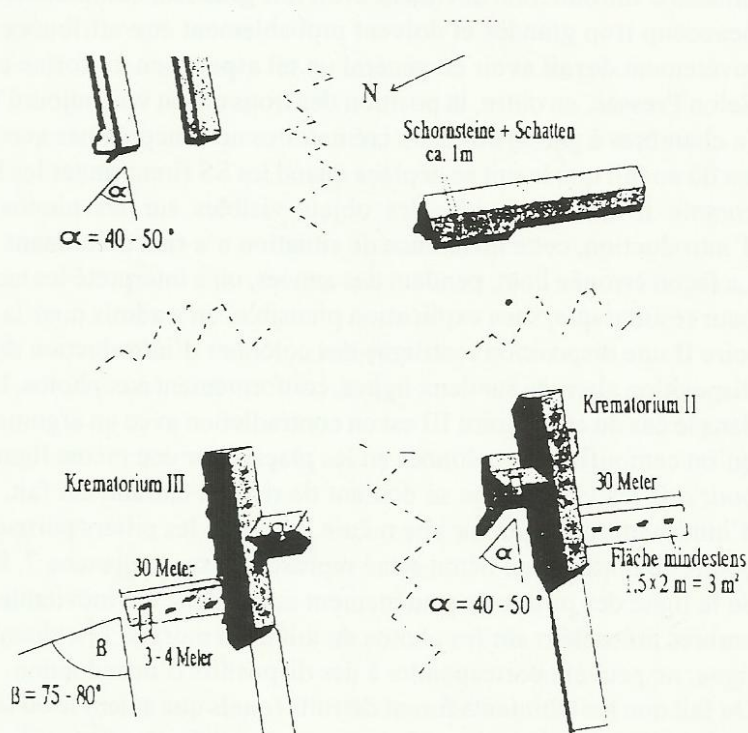 N
Schornsteine + Schatten
ca. 1m
α
α = 40 - 50°
Krematorium II
Krematorium III
30 Meter
30 Meter
α
Fläche mindestens
1,5 x 2 m = 3 m²
α = 40 - 50°
3 - 4 Meter
B
B = 75 - 80°